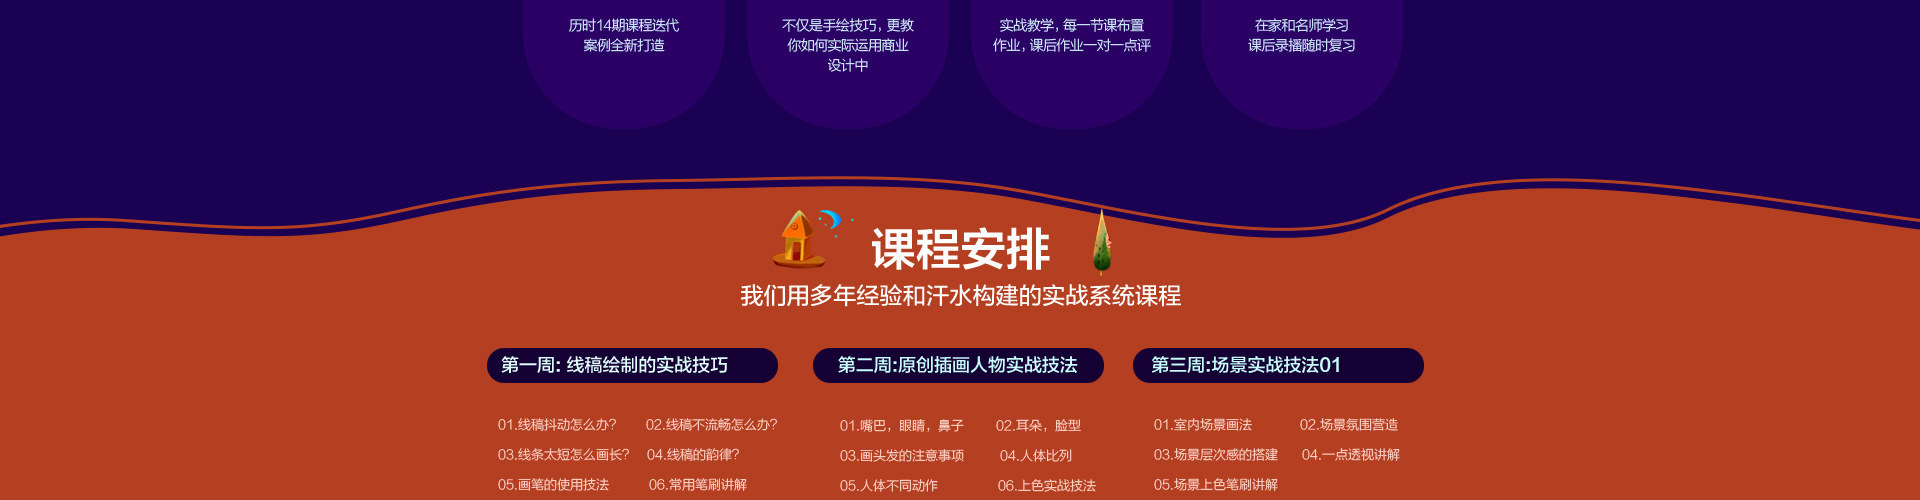 历时14期课程迭代
案例全新打造
不仅是手绘技巧, 更教
你如何实际运用商业
设计中
实战教学, 每一节课布置
作业, 课后作业一对一点评
在家和名师学习
课后录播随时复习
课程安排
我们用多年经验和汗水构建的实战系统课程
第一周: 线稿绘制的实战技巧
01.线稿抖动怎么办?
02.线稿不流畅怎么办?
03.线条太短怎么画长?
04.线稿的韵律?
05.画笔的使用技法
06.常用笔刷讲解
第二周:原创插画人物实战技法
01.嘴巴，眼睛，鼻子
02.耳朵，脸型
03.画头发的注意事项
04.人体比列
05.人体不同动作
06.上色实战技法
第三周:场景实战技法01
01.室内场景画法
02.场景氛围营造
03.场景层次感的搭建
04.一点透视讲解
05.场景上色笔刷讲解